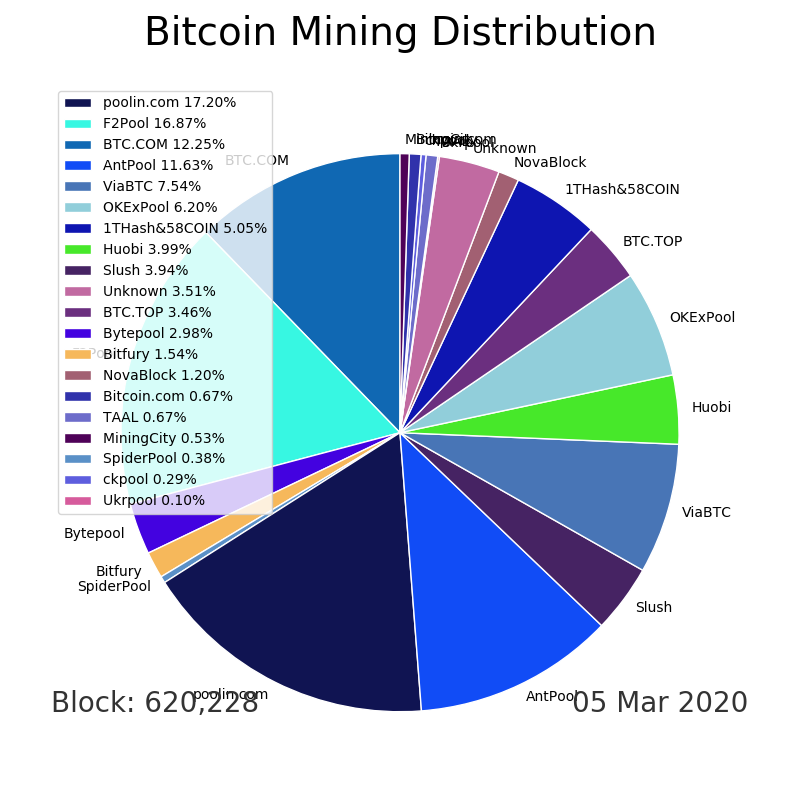 Bitcoin Mining Distribution
poolin.com 17.20%
F2Pool 16.87%
BTC.COM 12.25%
AntPool 11.63%
ViaBTC 7.54%
OKExPool 6.20%
1THash&58COIN 5.05%
Huobi 3.99%
Slush 3.94%
Unknown 3.51%
BTC.TOP 3.46%
Bytepool 2.98%
Bitfury 1.54%
NovaBlock 1.20%
Bitcoin.com 0.67%
TAAL 0.67%
MiningCity 0.53%
SpiderPool 0.38%
ckpool 0.29%
Ukrpool 0.10%
BTC.COM
Unknown
NovaBlock
1THash&58COIN
BTC.TOP
OKExPool
Huobi
ViaBTC
Slush
AntPool
poolin.com
SpiderPool
Bitfury
Bytepool
F2Pool
Block: 620,228
05 Mar 2020